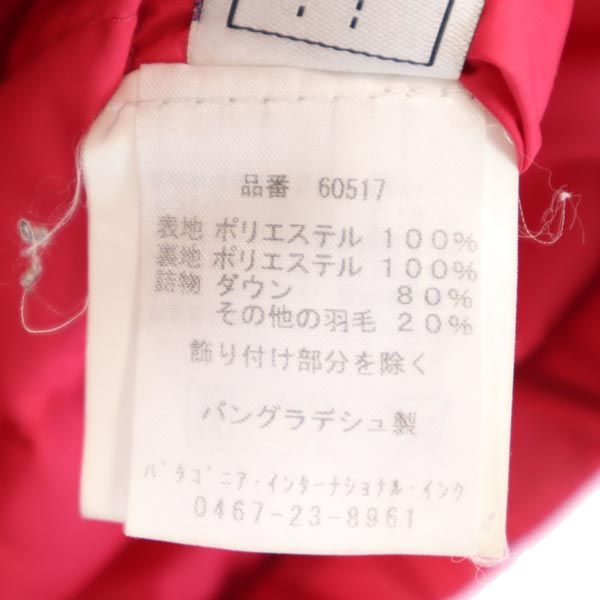 品番 60517
表地 ポリエステル 100%
裏地 ポリエステル 100%
詰物 ダウン 80%
その他の羽毛 20%
飾り付け部分を除く
バングラデシュ製
パタゴニア・インターナショナル・インク
0467-23-8961